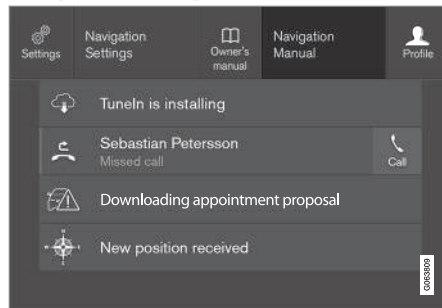 Settings
Navigation
Settings
Owner's
manual
Navigation
Manual
Profile
TuneIn is installing
Sebastian Petersson
Missed call
Call
Downloading appointment proposal
New position received
G063809